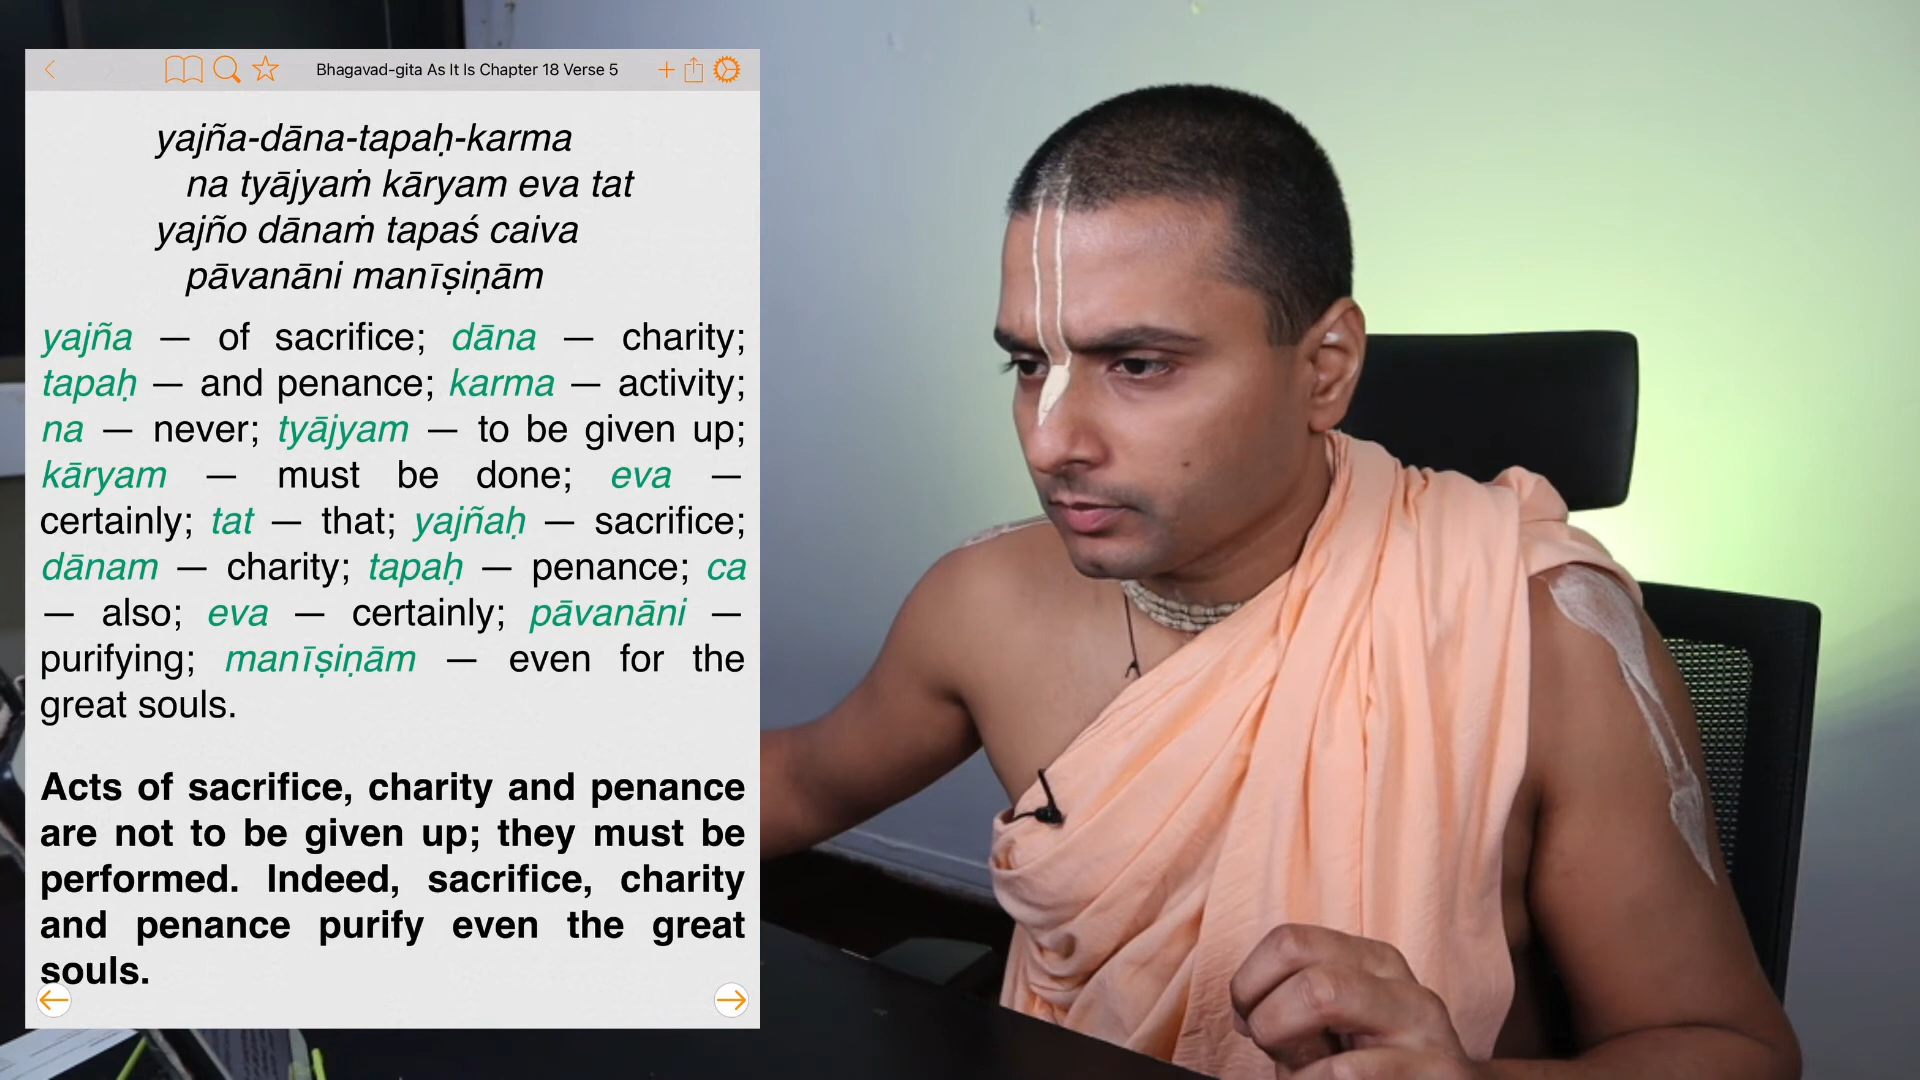 Bhagavad-gita As It Is Chapter 18 Verse 5
yajña-dāna-tapaḥ-karma
na tyājyaṁ kāryam eva tat
yajño dānaṁ tapaś caiva
pāvanāni manīṣiṇām
yajña — of sacrifice; dāna — charity;
tapaḥ — and penance; karma — activity;
na — never; tyājyam — to be given up;
kāryam — must be done; eva —
certainly; tat — that; yajñaḥ — sacrifice;
dānam — charity; tapaḥ — penance; ca
— also; eva — certainly; pāvanāni —
purifying; manīṣiṇām — even for the
great souls.
Acts of sacrifice, charity and penance
are not to be given up; they must be
performed. Indeed, sacrifice, charity
and penance purify even the great
souls.